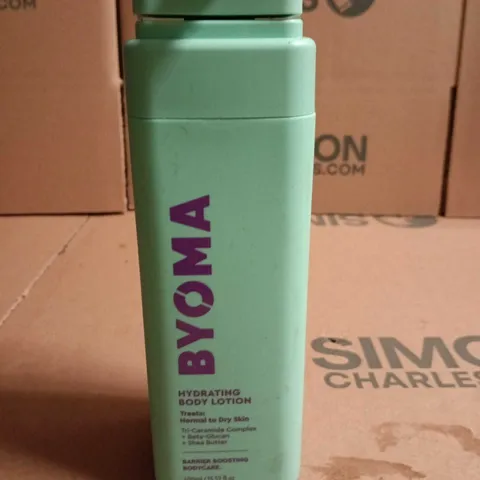 ON
S.COM
SIMO
CHARLES
BYOMA
HYDRATING
BODY LOTION
Treats:
Normal to Dry Skin
Tri-Ceramide Complex
+ Beta-Glucan
+ Shea Butter
BARRIER BOOSTING
BODYCARE.